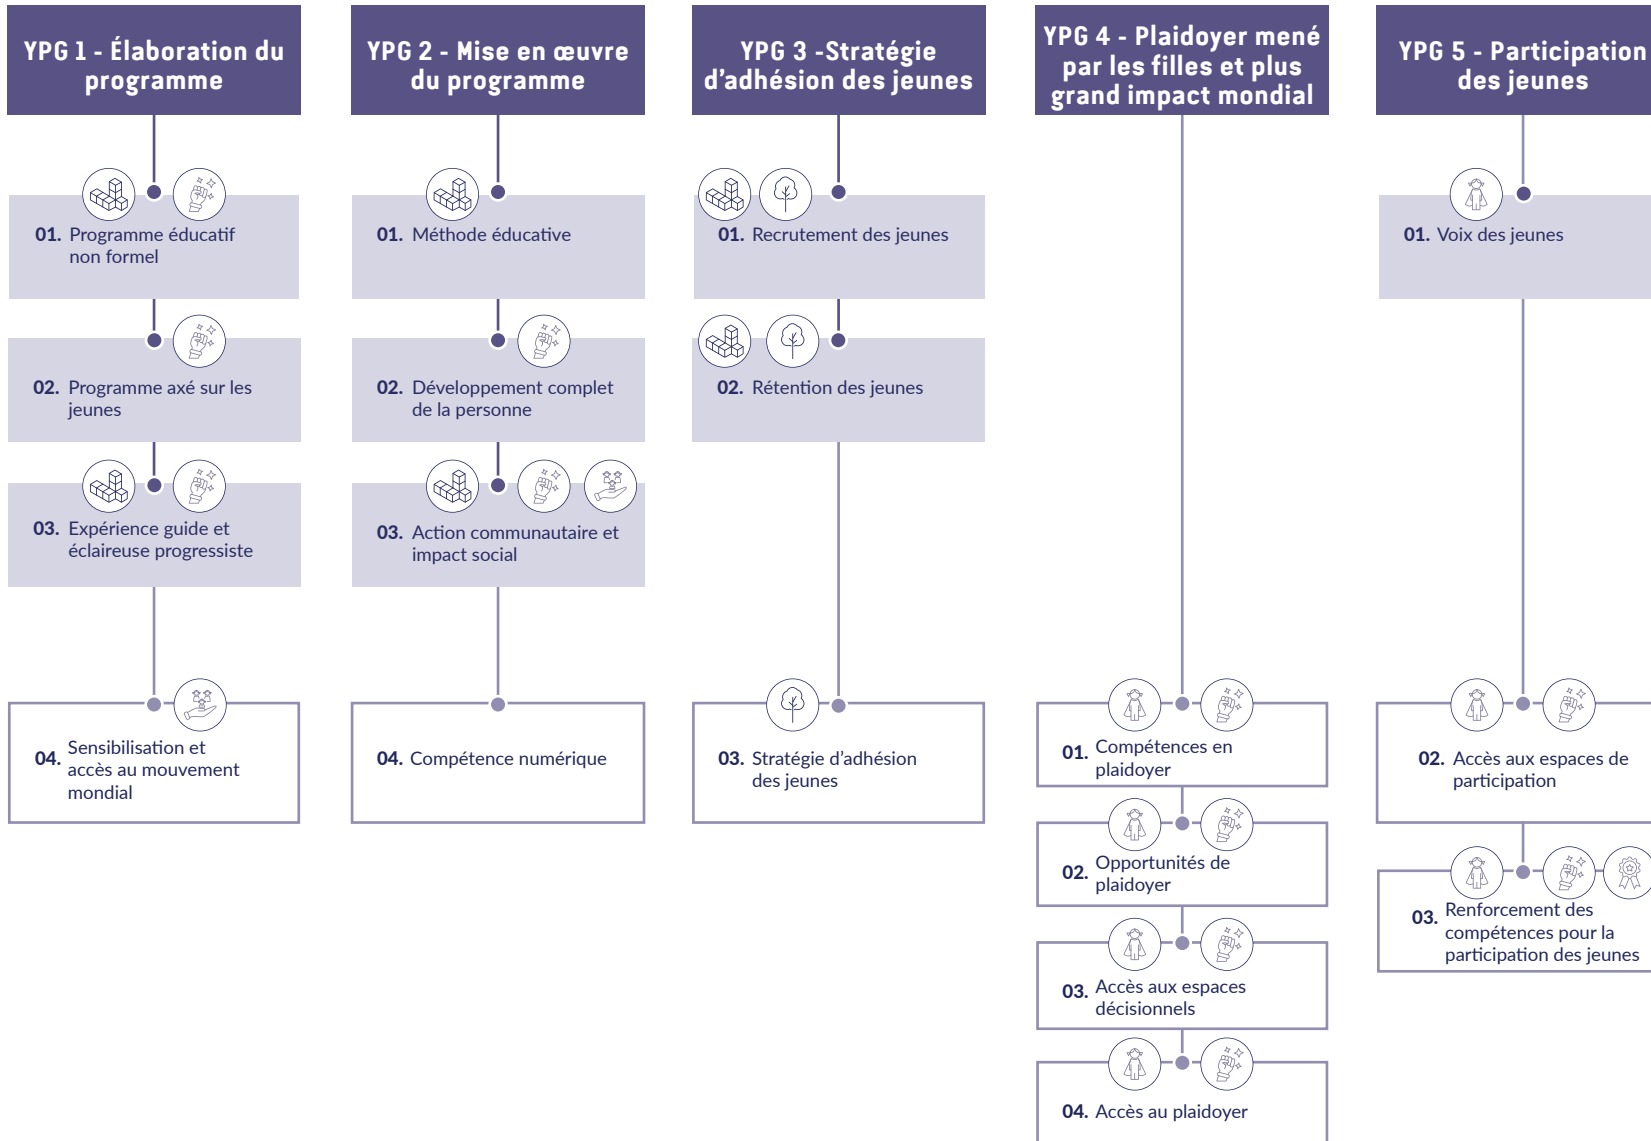 YPG 1 - Élaboration du
programme
01. Programme éducatif
non formel
02. Programme axé sur les
jeunes
03. Expérience guide et
éclaireuse progressiste
04. Sensibilisation et
accès au mouvement
mondial
YPG 2 - Mise en œuvre
du programme
01. Méthode éducative
02. Développement complet
de la personne
03. Action communautaire et
impact social
04. Compétence numérique
YPG 3 -Stratégie
d’adhésion des jeunes
01. Recrutement des jeunes
02. Rétention des jeunes
03. Stratégie d’adhésion
des jeunes
YPG 4 - Plaidoyer mené
par les filles et plus
grand impact mondial
01. Compétences en
plaidoyer
02. Opportunités de
plaidoyer
03. Accès aux espaces
décisionnels
04. Accès au plaidoyer
YPG 5 - Participation
des jeunes
01. Voix des jeunes
02. Accès aux espaces de
participation
03. Renforcement des
compétences pour la
participation des jeunes